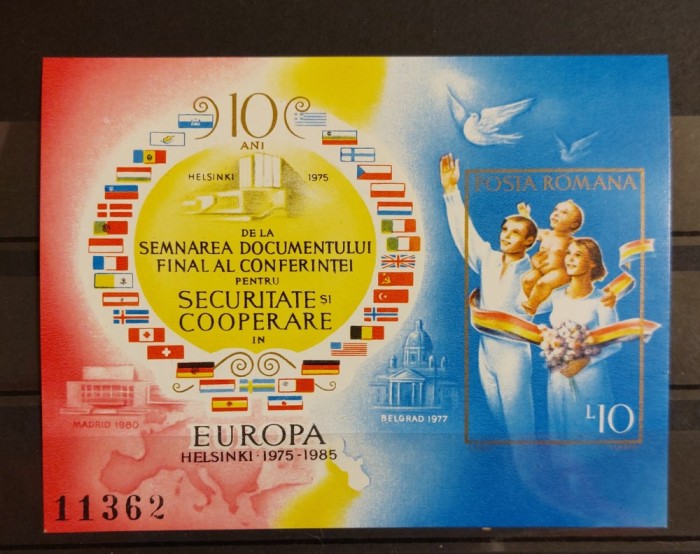 10
ANI
HELSINKI 1975
DE LA
SEMNAREA DOCUMENTULUI
FINAL AL CONFERINȚEI
PENTRU
SECURITATE ȘI
COOPERARE
IN
EUROPA
HELSINKI · 1975 - 1985
MADRID 1980
BELGRAD 1977
11362
POSTA ROMANA
L10